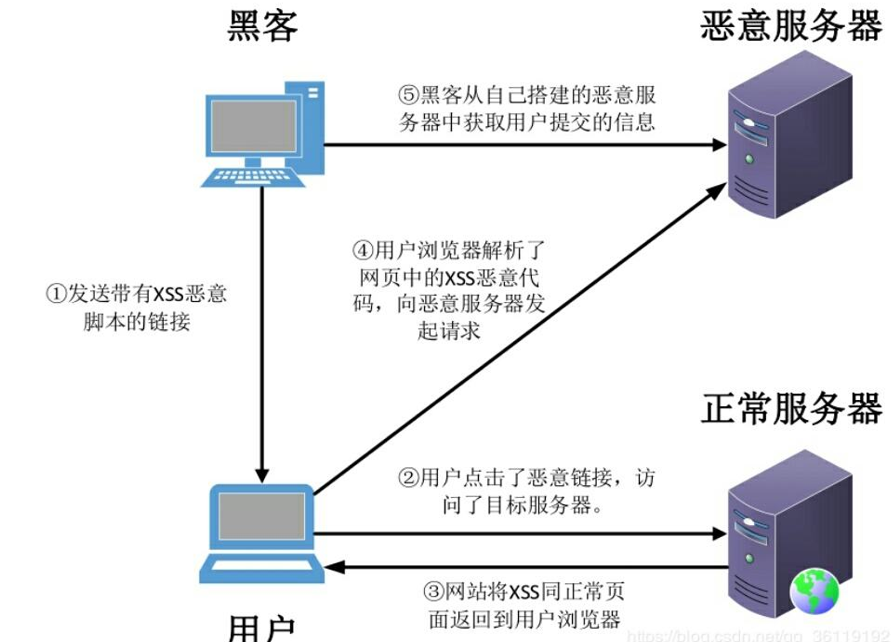 黑客
恶意服务器
⑤黑客从自己搭建的恶意服
务器中获取用户提交的信息
④用户浏览器解析了
网页中的XSS恶意代
码，向恶意服务器发
起请求
①发送带有XSS恶意
脚本的链接
正常服务器
②用户点击了恶意链接，访
问了目标服务器。
③网站将XSS同正常页
面返回到用户浏览器
用户
https://blog.csdn.net/qq_36119192